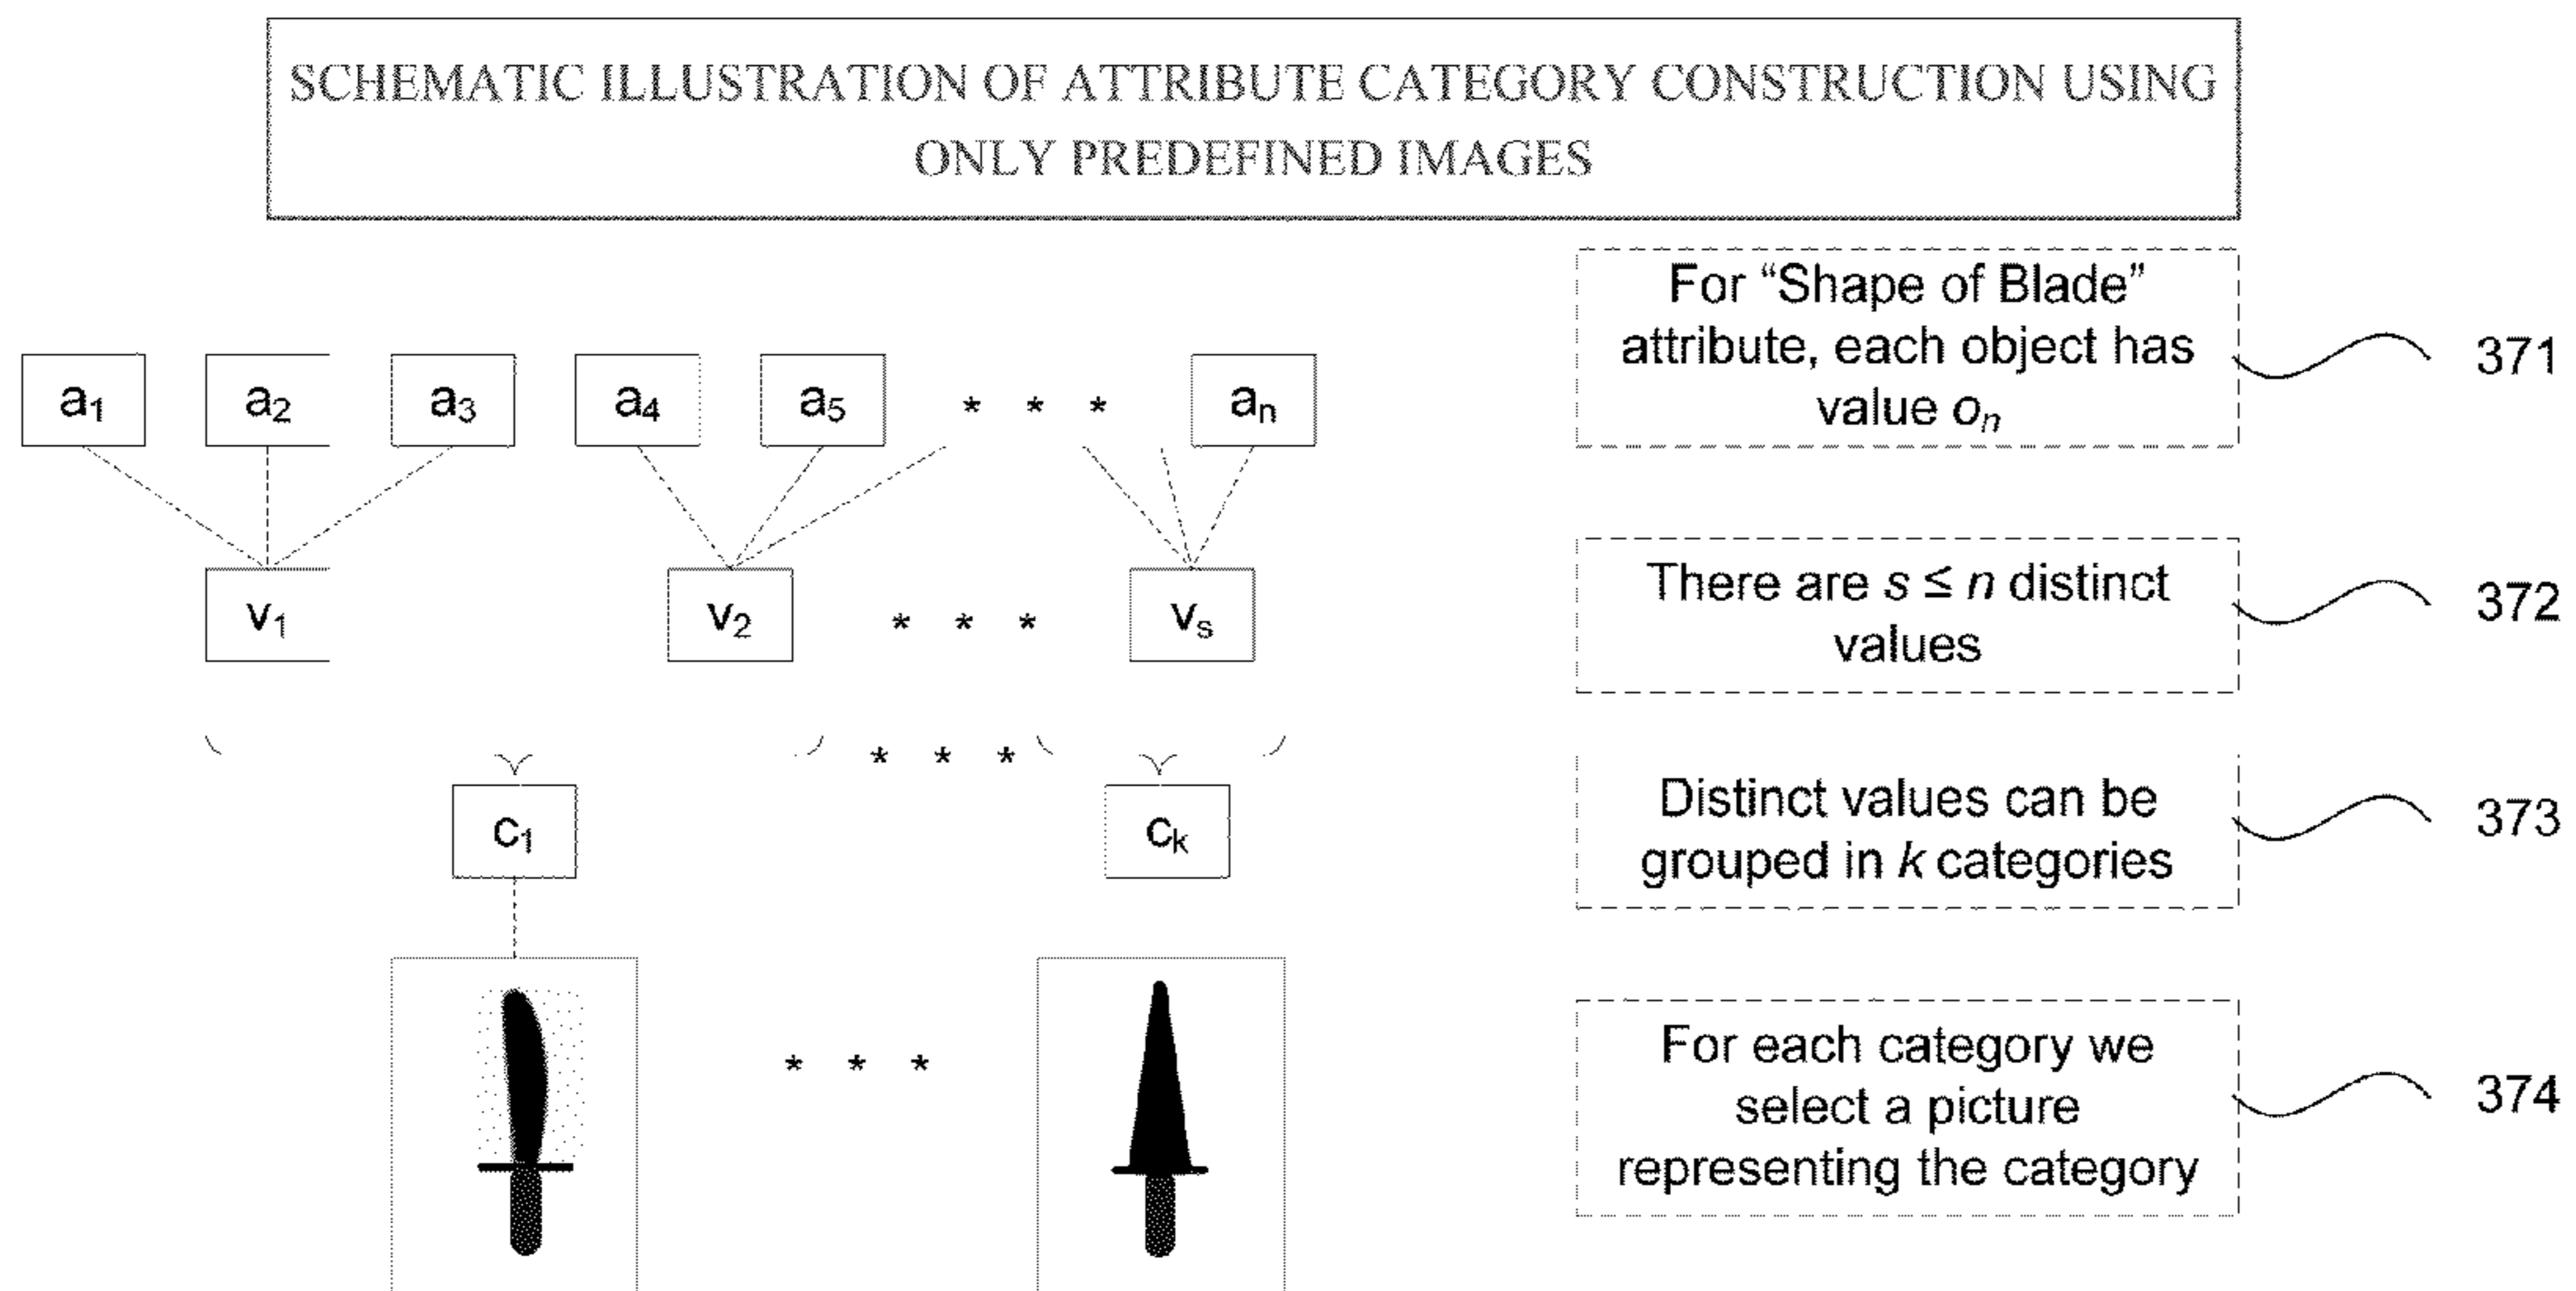 SCHEMATIC ILLUSTRATION OF ATTRIBUTE CATEGORY CONSTRUCTION USING
ONLY PREDEFINED IMAGES
a₁ a₂ a₃ a₄ a₅ * * * aₙ
For “Shape of Blade”
attribute, each object has
value oₙ
371
v₁ v₂ * * * vₛ
There are s ≤ n distinct
values
372
* * *
c₁ cₖ
Distinct values can be
grouped in k categories
373
* * *
For each category we
select a picture
representing the category
374